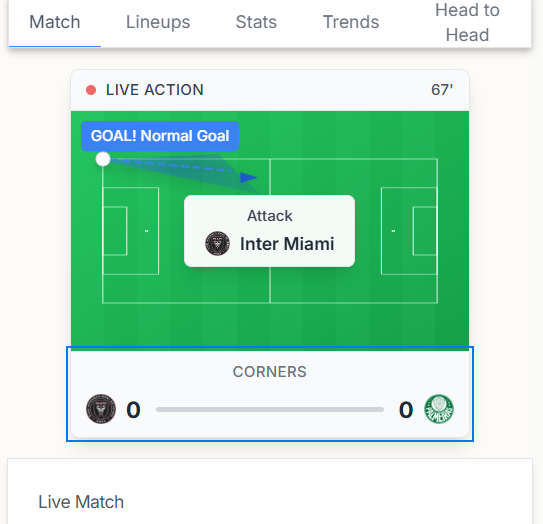 Match
Lineups
Stats
Trends
Head to
Head
LIVE ACTION
67'
GOAL! Normal Goal
Attack
Inter Miami
CORNERS
0
0
PALMEIRAS
Live Match